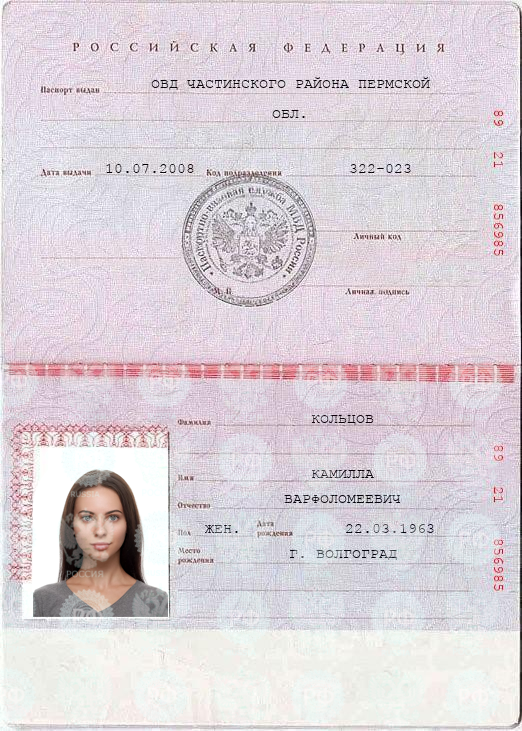 РОССИЙСКАЯ ФЕДЕРАЦИЯ
Паспорт выдан ОВД ЧАСТИНСКОГО РАЙОНА ПЕРМСКОЙ
ОБЛ.
Дата выдачи 10.07.2008 Код подразделения 322-023
Паспортно-визовая служба МВД России
Личный код
М. П. Личная подпись
89 21 856985
Фамилия КОЛЬЦОВ
Имя КАМИЛЛА
Отчество ВАРФОЛОМЕЕВИЧ
Пол ЖЕН. Дата рождения 22.03.1963
Место рождения Г. ВОЛГОГРАД
89 21 856985
РОССИЯ